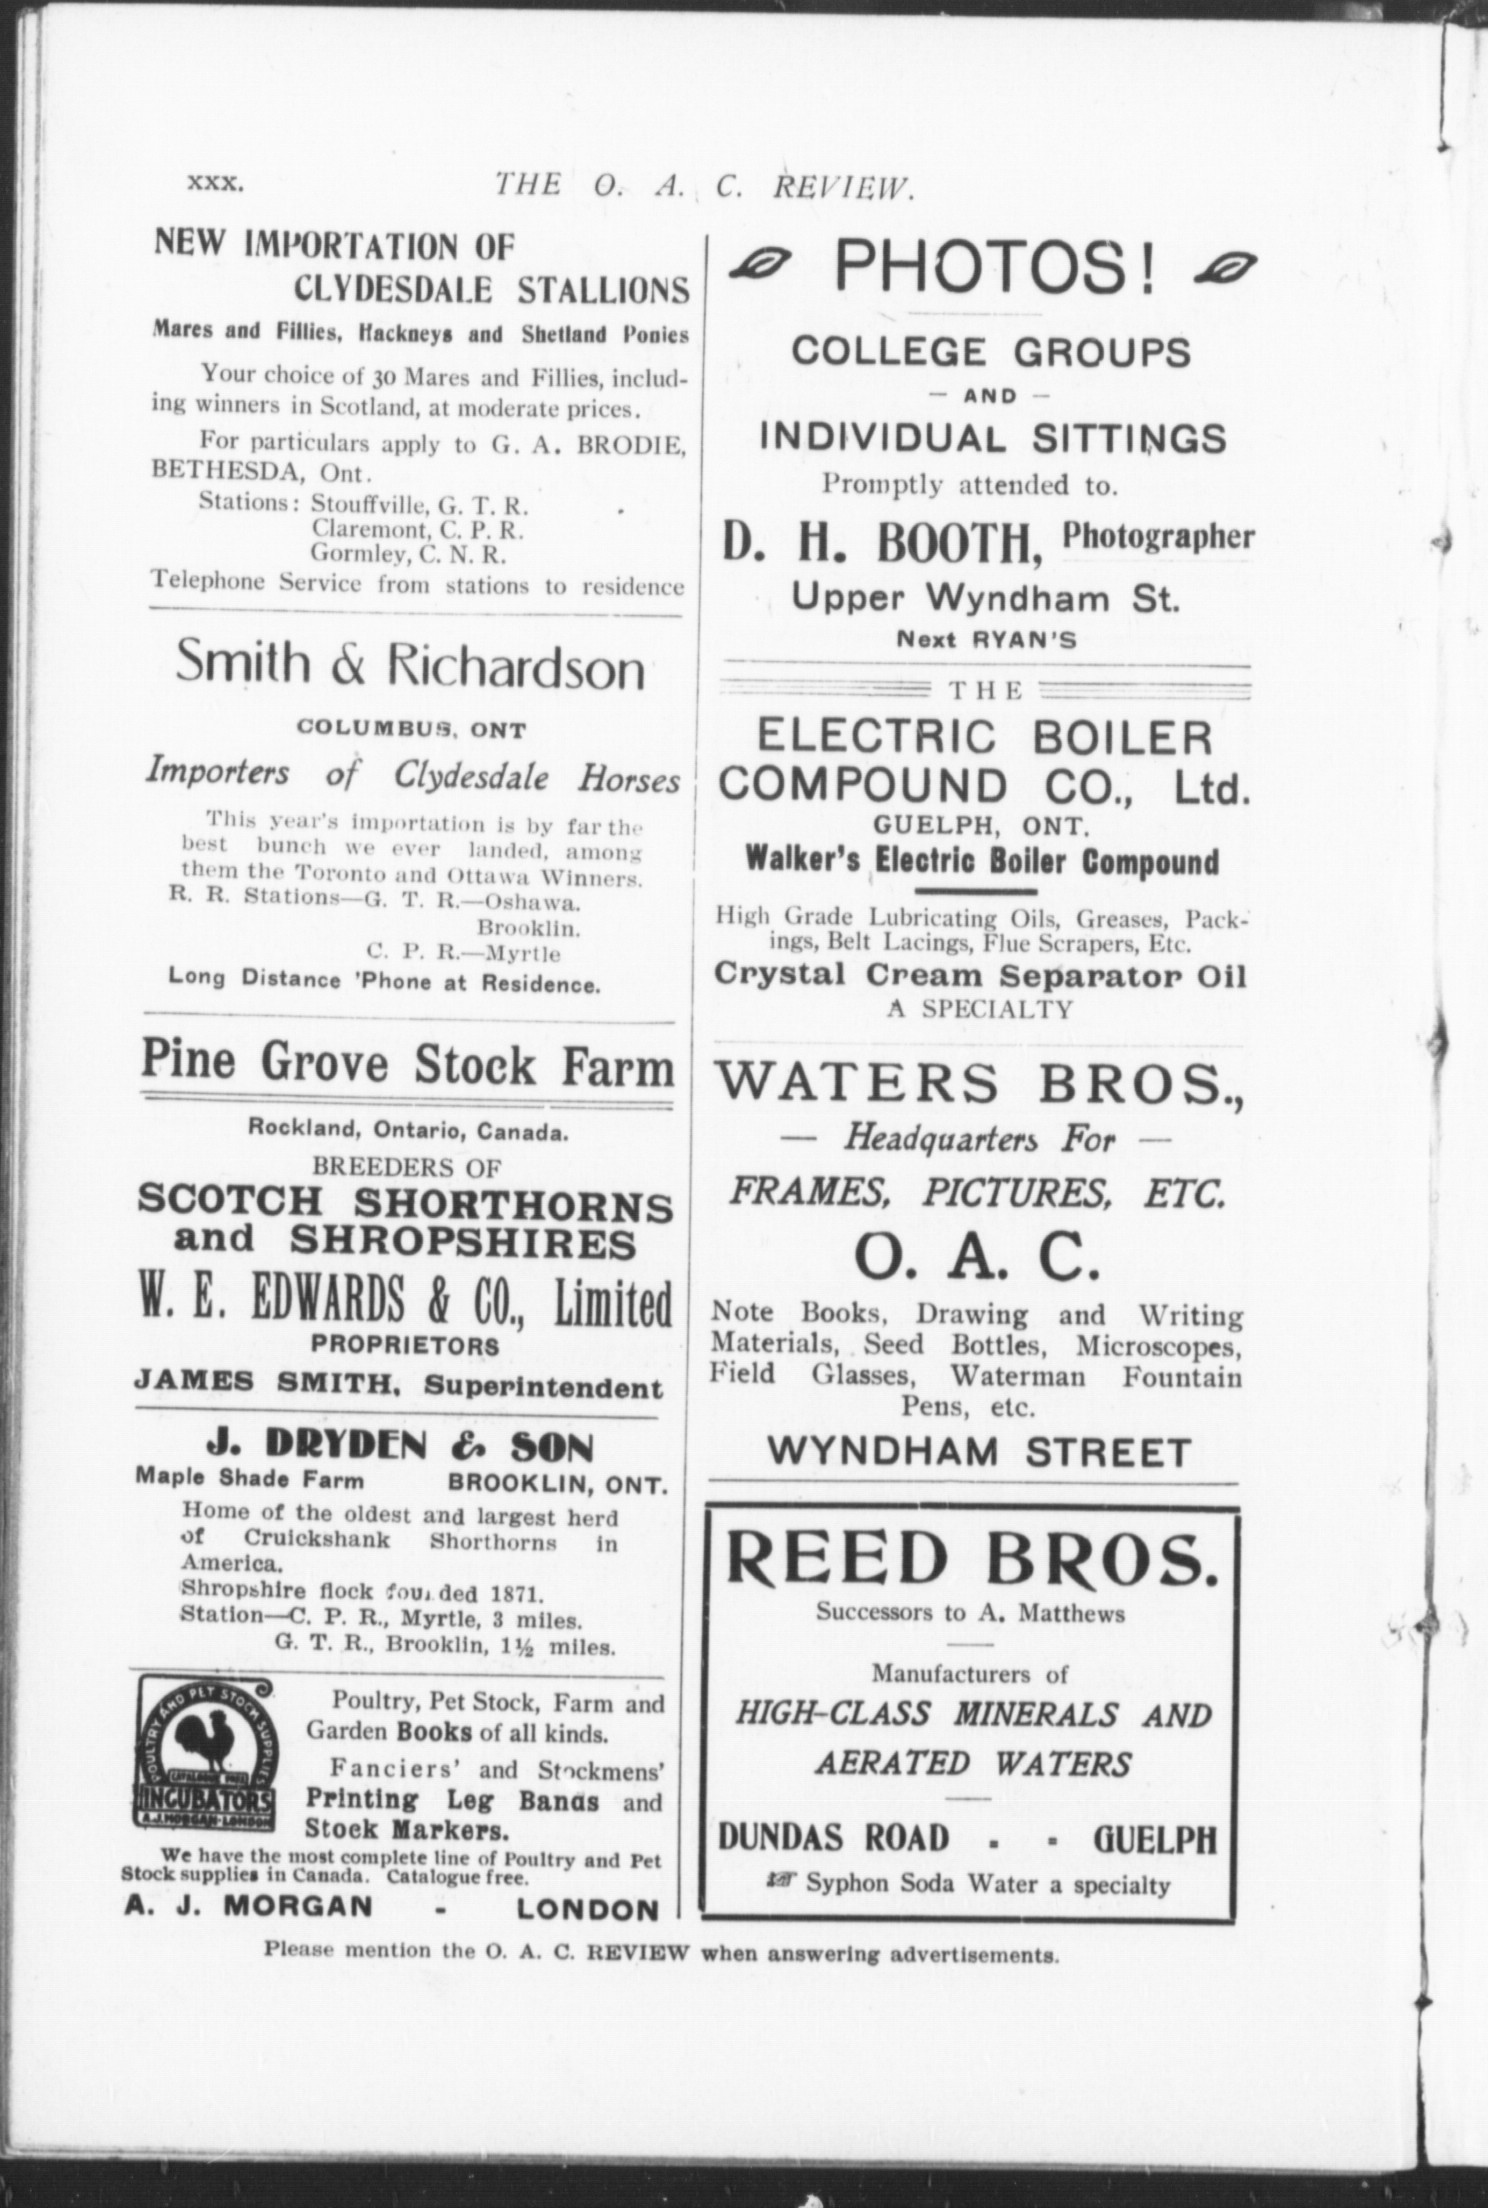 xxx.
THE O. A. C. REVIEW.
NEW IMPORTATION OF
CLYDESDALE STALLIONS
Mares and Fillies, Hackneys and Shetland Ponies
Your choice of 30 Mares and Fillies, includ-
ing winners in Scotland, at moderate prices.
For particulars apply to G. A. BRODIE,
BETHESDA, Ont.
Stations: Stouffville, G. T. R.
Claremont, C. P. R.
Gormley, C. N. R.
Telephone Service from stations to residence
Smith & Richardson
COLUMBUS, ONT
Importers of Clydesdale Horses
This year's importation is by far the
best bunch we ever landed, among
them the Toronto and Ottawa Winners.
R. R. Stations—G. T. R.—Oshawa.
Brooklin.
C. P. R.—Myrtle
Long Distance 'Phone at Residence.
Pine Grove Stock Farm
Rockland, Ontario, Canada.
BREEDERS OF
SCOTCH SHORTHORNS
and SHROPSHIRES
W. E. EDWARDS & CO., Limited
PROPRIETORS
JAMES SMITH, Superintendent
J. DRYDEN & SON
Maple Shade Farm BROOKLIN, ONT.
Home of the oldest and largest herd
of Cruickshank Shorthorns in
America.
Shropshire flock founded 1871.
Station—C. P. R., Myrtle, 3 miles.
G. T. R., Brooklin, 1½ miles.
POULTRY AND PET STOCK SUPPLIES
CATALOGUE FREE
INCUBATORS
A.J.MORGAN-LONDON
Poultry, Pet Stock, Farm and
Garden Books of all kinds.
Fanciers' and Stockmens'
Printing Leg Bands and
Stock Markers.
We have the most complete line of Poultry and Pet
Stock supplies in Canada. Catalogue free.
A. J. MORGAN - LONDON
PHOTOS!
COLLEGE GROUPS
— AND —
INDIVIDUAL SITTINGS
Promptly attended to.
D. H. BOOTH, Photographer
Upper Wyndham St.
Next RYAN'S
THE
ELECTRIC BOILER
COMPOUND CO., Ltd.
GUELPH, ONT.
Walker's Electric Boiler Compound
High Grade Lubricating Oils, Greases, Pack-
ings, Belt Lacings, Flue Scrapers, Etc.
Crystal Cream Separator Oil
A SPECIALTY
WATERS BROS.,
— Headquarters For —
FRAMES, PICTURES, ETC.
O. A. C.
Note Books, Drawing and Writing
Materials, Seed Bottles, Microscopes,
Field Glasses, Waterman Fountain
Pens, etc.
WYNDHAM STREET
REED BROS.
Successors to A. Matthews
Manufacturers of
HIGH-CLASS MINERALS AND
AERATED WATERS
DUNDAS ROAD - - GUELPH
☞ Syphon Soda Water a specialty
Please mention the O. A. C. REVIEW when answering advertisements.